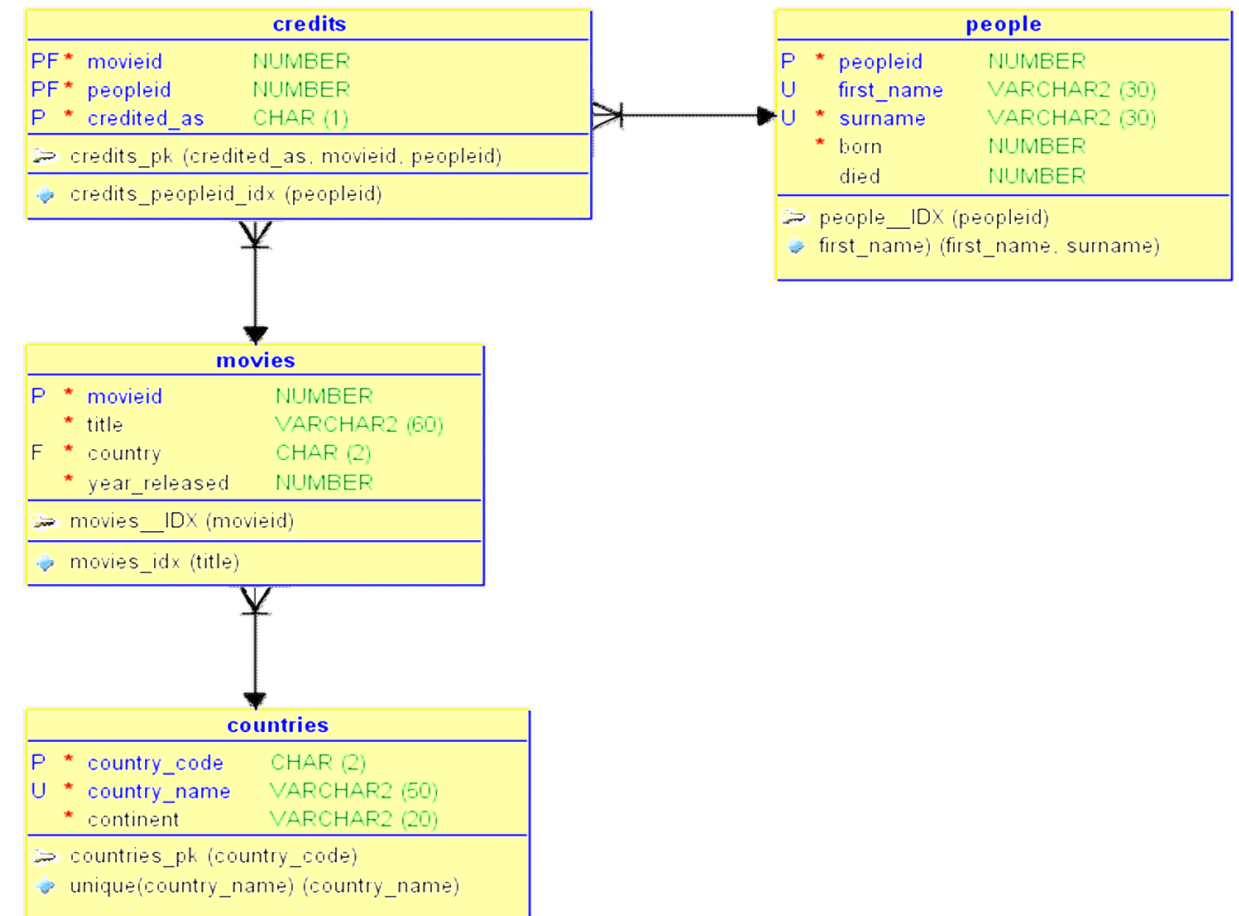 credits
PF * movieid NUMBER
PF * peopleid NUMBER
P * credited_as CHAR (1)
credits_pk (credited_as, movieid, peopleid)
credits_peopleid_idx (peopleid)
people
P * peopleid NUMBER
U first_name VARCHAR2 (30)
U * surname VARCHAR2 (30)
* born NUMBER
died NUMBER
people__IDX (peopleid)
first_name) (first_name, surname)
movies
P * movieid NUMBER
* title VARCHAR2 (60)
F * country CHAR (2)
* year_released NUMBER
movies__IDX (movieid)
movies_idx (title)
countries
P * country_code CHAR (2)
U * country_name VARCHAR2 (50)
* continent VARCHAR2 (20)
countries_pk (country_code)
unique(country_name) (country_name)